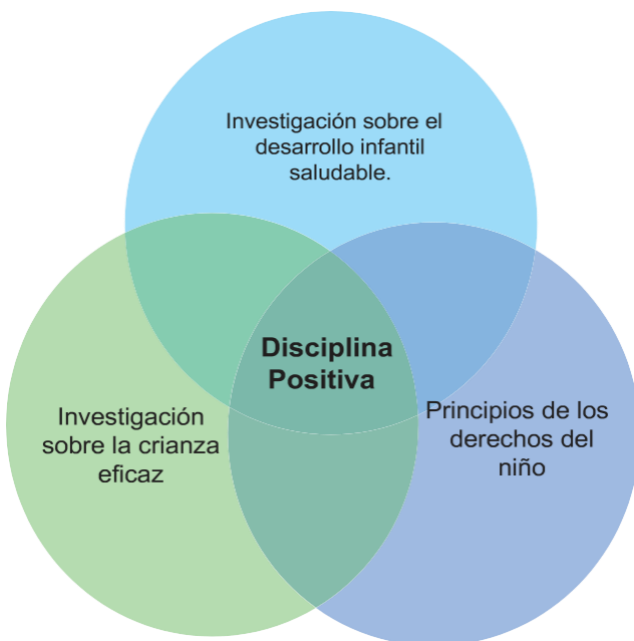 Investigación sobre el
desarrollo infantil
saludable.
Disciplina
Positiva
Investigación
sobre la crianza
eficaz
Principios de los
derechos del
niño